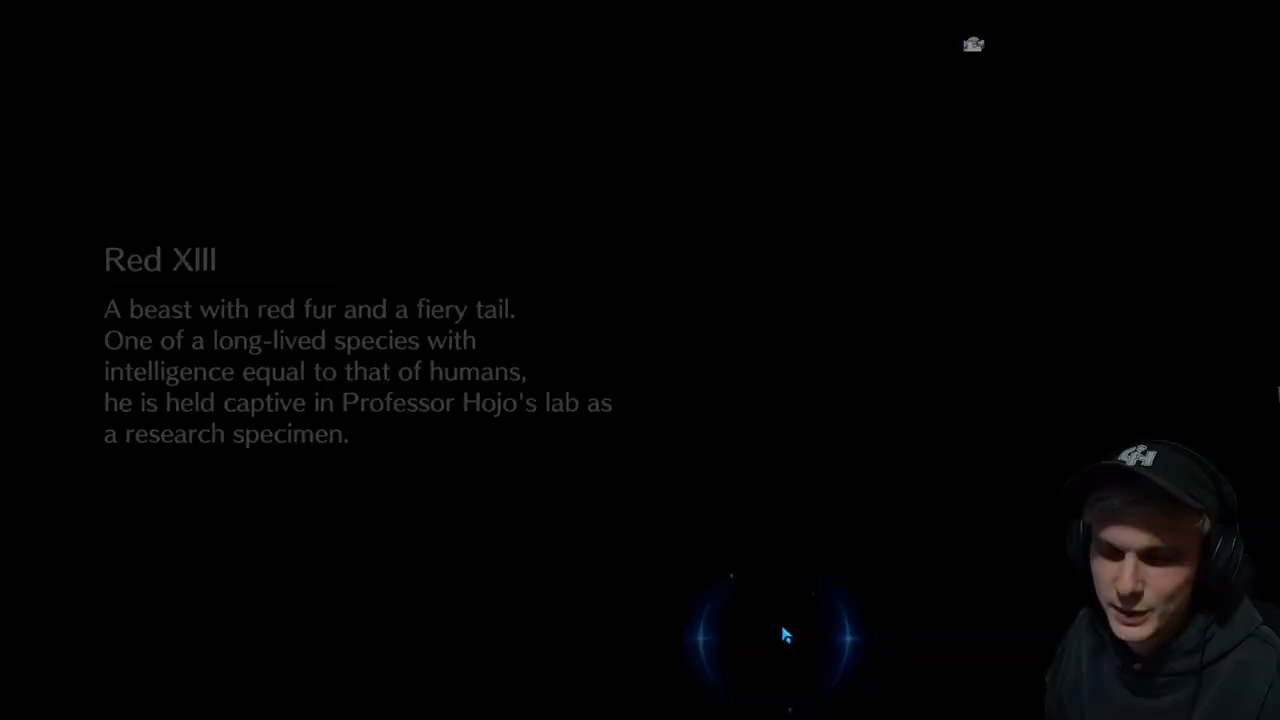 Red XIII
A beast with red fur and a fiery tail.
One of a long-lived species with
intelligence equal to that of humans,
he is held captive in Professor Hojo's lab as
a research specimen.